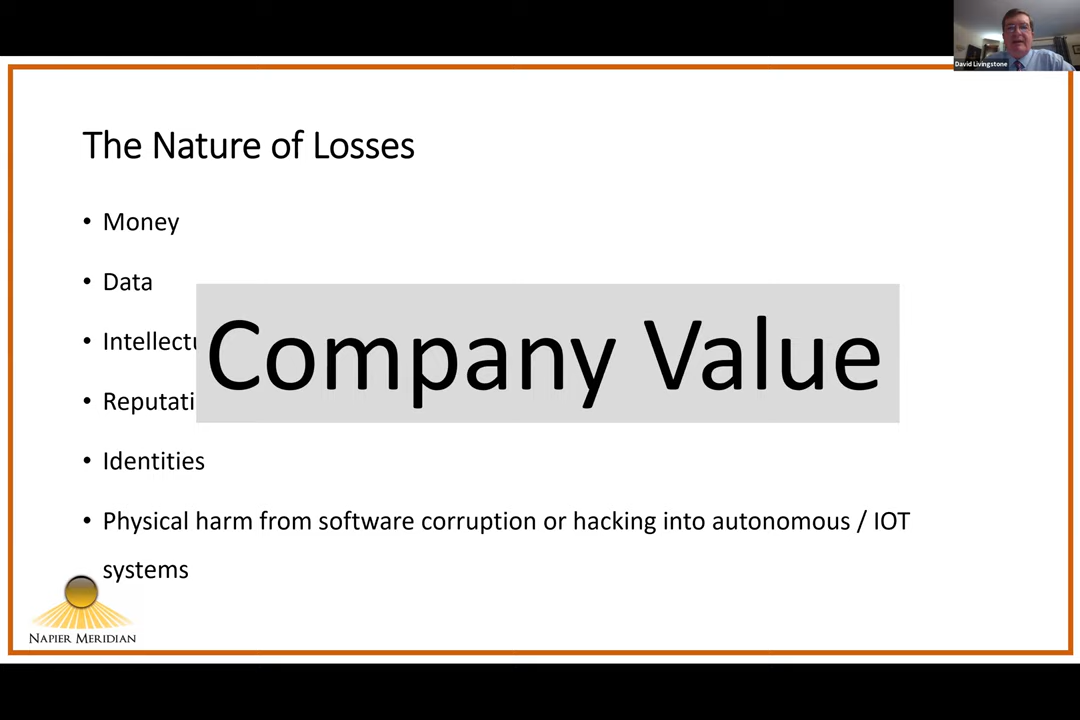 David Livingstone
The Nature of Losses
• Money
• Data
• Intellectu
Company Value
• Reputati
• Identities
• Physical harm from software corruption or hacking into autonomous / IOT
systems
NAPIER MERIDIAN